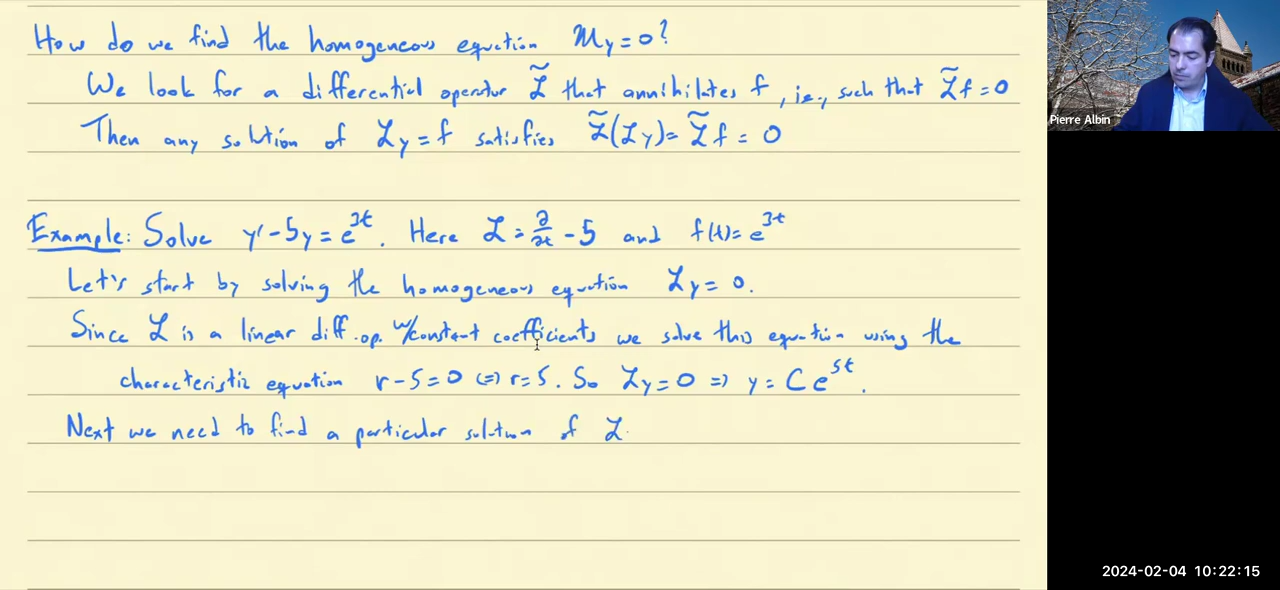 How do we find the homogeneous equation My=0?
We look for a differential operator ℒ̃ that annihilates f, i.e., such that ℒ̃f=0
Then any solution of ℒy=f satisfies ℒ̃(ℒy)=ℒ̃f=0
Example: Solve y'-5y=e^{3t}. Here ℒ=∂/∂t-5 and f(t)=e^{3t}
Let's start by solving the homogeneous equation ℒy=0.
Since ℒ is a linear diff. op. w/constant coefficients we solve this equation using the
characteristic equation r-5=0 ⇔ r=5. So ℒy=0 ⇒ y=Ce^{5t}.
Next we need to find a particular solution of ℒ
Pierre Albin
2024-02-04 10:22:15